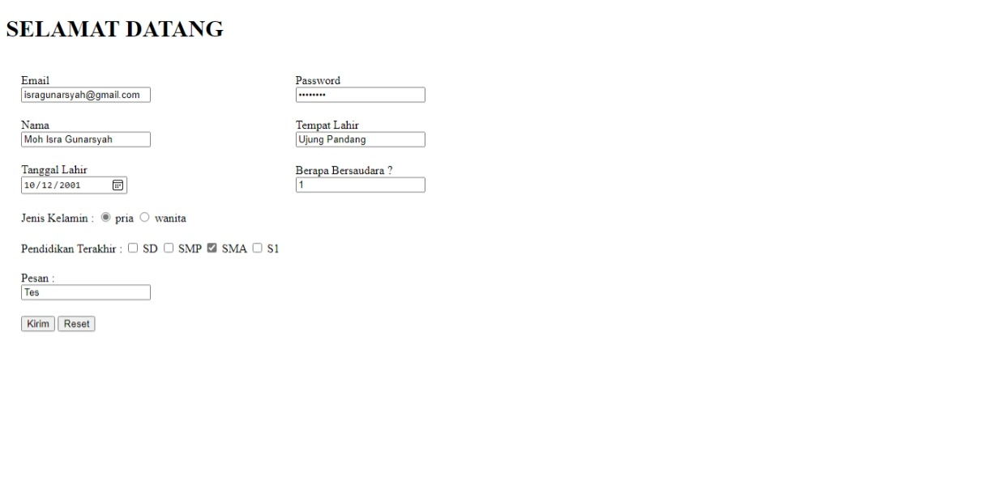 SELAMAT DATANG
Email Password
isragunarsyah@gmail.com ••••••••
Nama Tempat Lahir
Moh Isra Gunarsyah Ujung Pandang
Tanggal Lahir Berapa Bersaudara ?
10/12/2001 1
Jenis Kelamin : pria wanita
Pendidikan Terakhir : SD SMP SMA S1
Pesan :
Tes
Kirim Reset